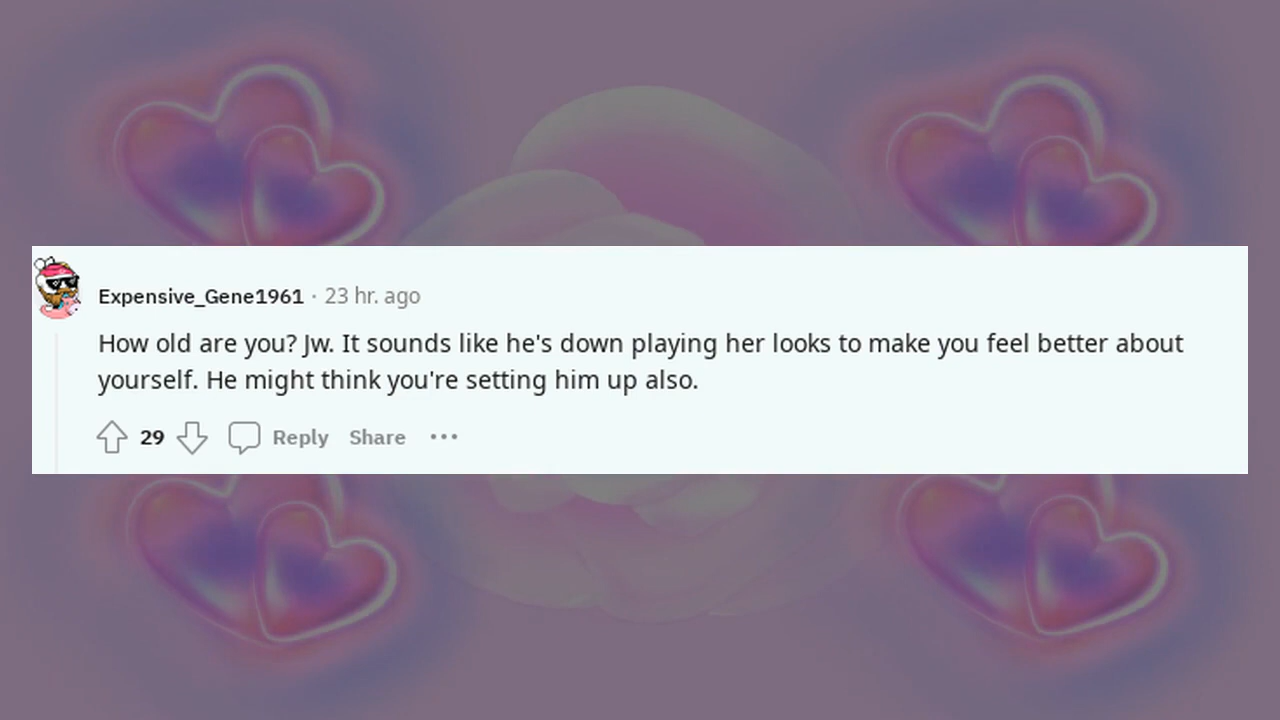 Expensive_Gene1961 · 23 hr. ago
How old are you? Jw. It sounds like he's down playing her looks to make you feel better about
yourself. He might think you're setting him up also.
29 Reply Share •••